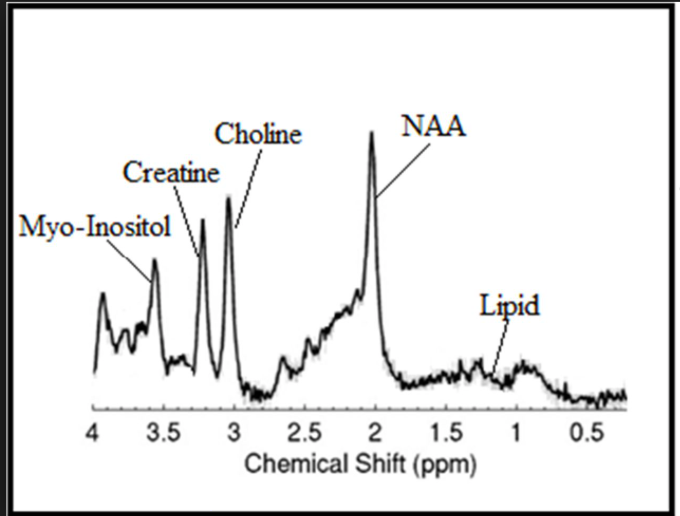 NAA
Choline
Creatine
Myo-Inositol
Lipid
4 3.5 3 2.5 2 1.5 1 0.5
Chemical Shift (ppm)